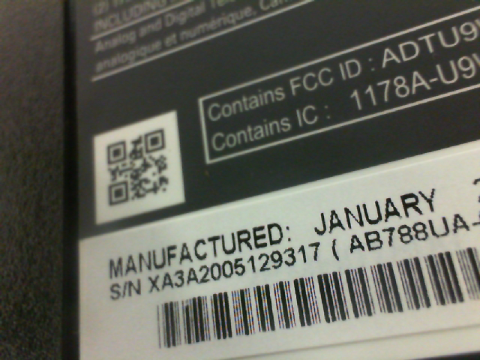 INCLUDING
Analog and Digital
analogique et numérique,
Contains FCC ID : ADTU9
Contains IC : 1178A-U9
MANUFACTURED: JANUARY
S/N XA3A2005129317 ( AB788UA-